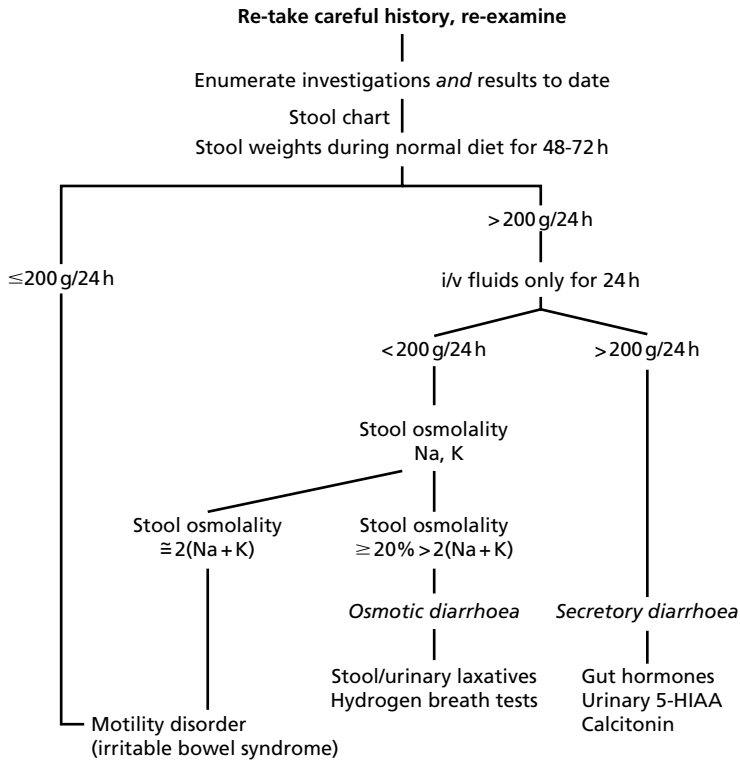 Re-take careful history, re-examine
Enumerate investigations and results to date
Stool chart
Stool weights during normal diet for 48-72 h
>200 g/24 h
≤200 g/24 h
i/v fluids only for 24 h
<200 g/24 h
>200 g/24 h
Stool osmolality
Na, K
Stool osmolality
≅2(Na+K)
Stool osmolality
≥20%>2(Na+K)
Osmotic diarrhoea
Secretory diarrhoea
Stool/urinary laxatives
Hydrogen breath tests
Gut hormones
Urinary 5-HIAA
Calcitonin
Motility disorder
(irritable bowel syndrome)